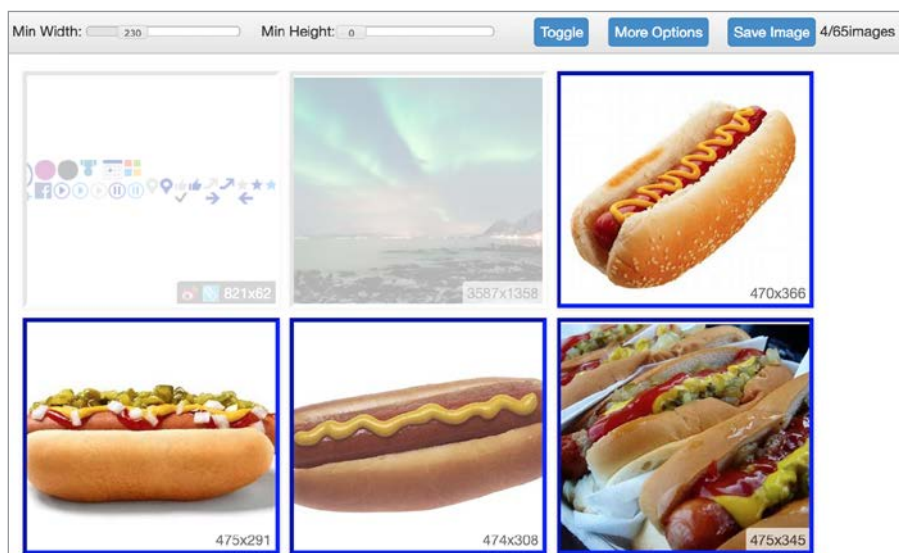 Min Width: 230 Min Height: 0 Toggle More Options Save Image 4/65images
821x62
3587x1358
470x366
475x291
474x308
475x345